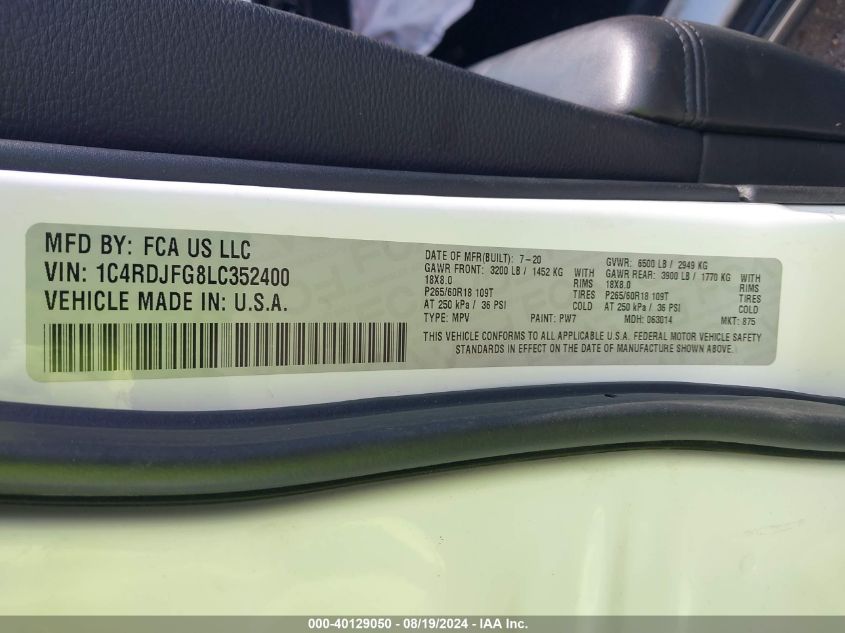 MFD BY: FCA US LLC
VIN: 1C4RDJFG8LC352400
VEHICLE MADE IN: U.S.A.
DATE OF MFR(BUILT): 7-20 GVWR: 6500 LB / 2949 KG
GAWR FRONT: 3200 LB / 1452 KG WITH GAWR REAR: 3900 LB / 1770 KG WITH
18X8.0 RIMS 18X8.0 RIMS
P265/60R18 109T TIRES P265/60R18 109T TIRES
AT 250 kPa / 36 PSI COLD AT 250 kPa / 36 PSI COLD
TYPE: MPV PAINT: PW7 MDH: 063014 MKT: 875
THIS VEHICLE CONFORMS TO ALL APPLICABLE U.S.A. FEDERAL MOTOR VEHICLE SAFETY
STANDARDS IN EFFECT ON THE DATE OF MANUFACTURE SHOWN ABOVE.
000-40129050 - 08/19/2024 - IAA Inc.